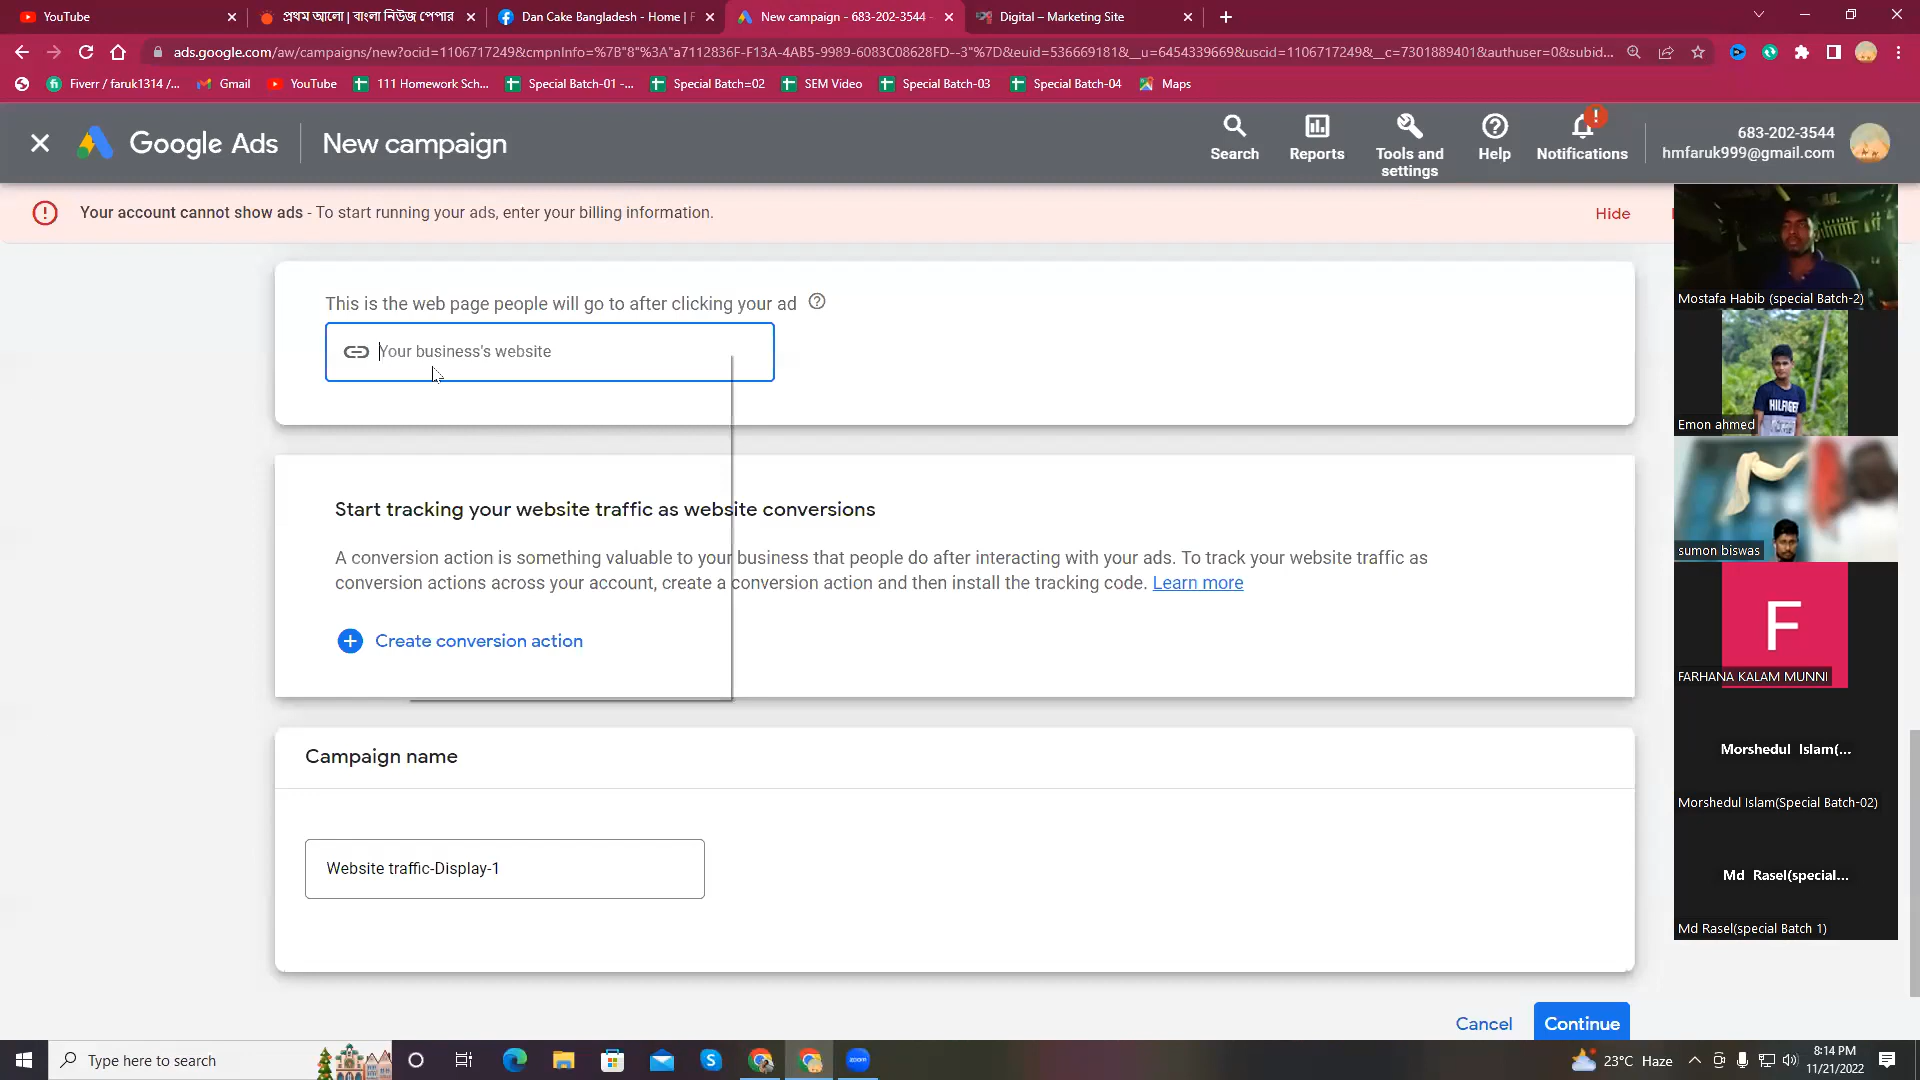 YouTube
প্রথম আলো | বাংলা নিউজ পেপার
Dan Cake Bangladesh - Home | F
New campaign - 683-202-3544 -
Digital – Marketing Site
ads.google.com/aw/campaigns/new?ocid=1106717249&cmpnInfo=%7B"8"%3A"a7112836F-F13A-4AB5-9989-6083C08628FD--3"%7D&euid=536669181&__u=6454339669&uscid=1106717249&__c=7301889401&authuser=0&subid...
Fiverr / faruk1314 /...
Gmail
YouTube
111 Homework Sch...
Special Batch-01 -...
Special Batch=02
SEM Video
Special Batch-03
Special Batch-04
Maps
Google Ads
New campaign
Search
Reports
Tools and settings
Help
Notifications
683-202-3544
hmfaruk999@gmail.com
Your account cannot show ads - To start running your ads, enter your billing information.
Hide
This is the web page people will go to after clicking your ad
Your business's website
Start tracking your website traffic as website conversions
A conversion action is something valuable to your business that people do after interacting with your ads. To track your website traffic as
conversion actions across your account, create a conversion action and then install the tracking code. Learn more
Create conversion action
Campaign name
Website traffic-Display-1
Cancel
Continue
Mostafa Habib (special Batch-2)
HILFIGER
Emon ahmed
sumon biswas
F
FARHANA KALAM MUNNI
Morshedul Islam(...
Morshedul Islam(Special Batch-02)
Md Rasel(special...
Md Rasel(special Batch 1)
Type here to search
zoom
23°C Haze
8:14 PM
11/21/2022